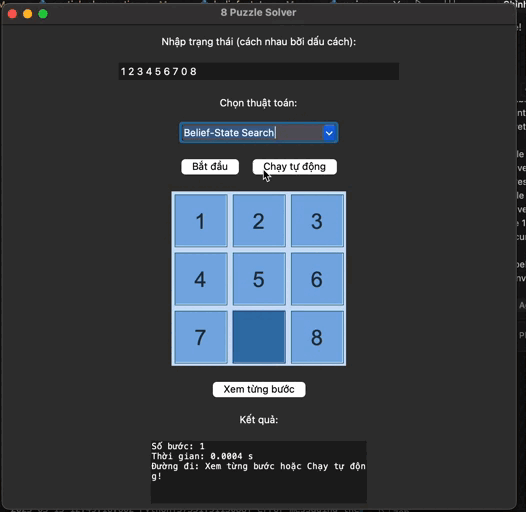 8 Puzzle Solver
Nhập trạng thái (cách nhau bởi dấu cách):
1 2 3 4 5 6 7 0 8
Chọn thuật toán:
Belief-State Search
Bắt đầu
Chạy tự động
1 2 3
4 5 6
7 8
Xem từng bước
Kết quả:
Số bước: 1
Thời gian: 0.0004 s
Đường đi: Xem từng bước hoặc Chạy tự độn
g!